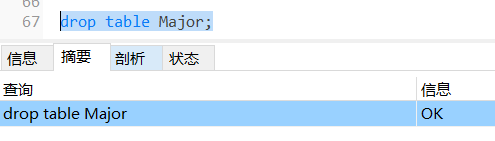 66
67 drop table Major;
信息 摘要 剖析 状态
查询 信息
drop table Major OK